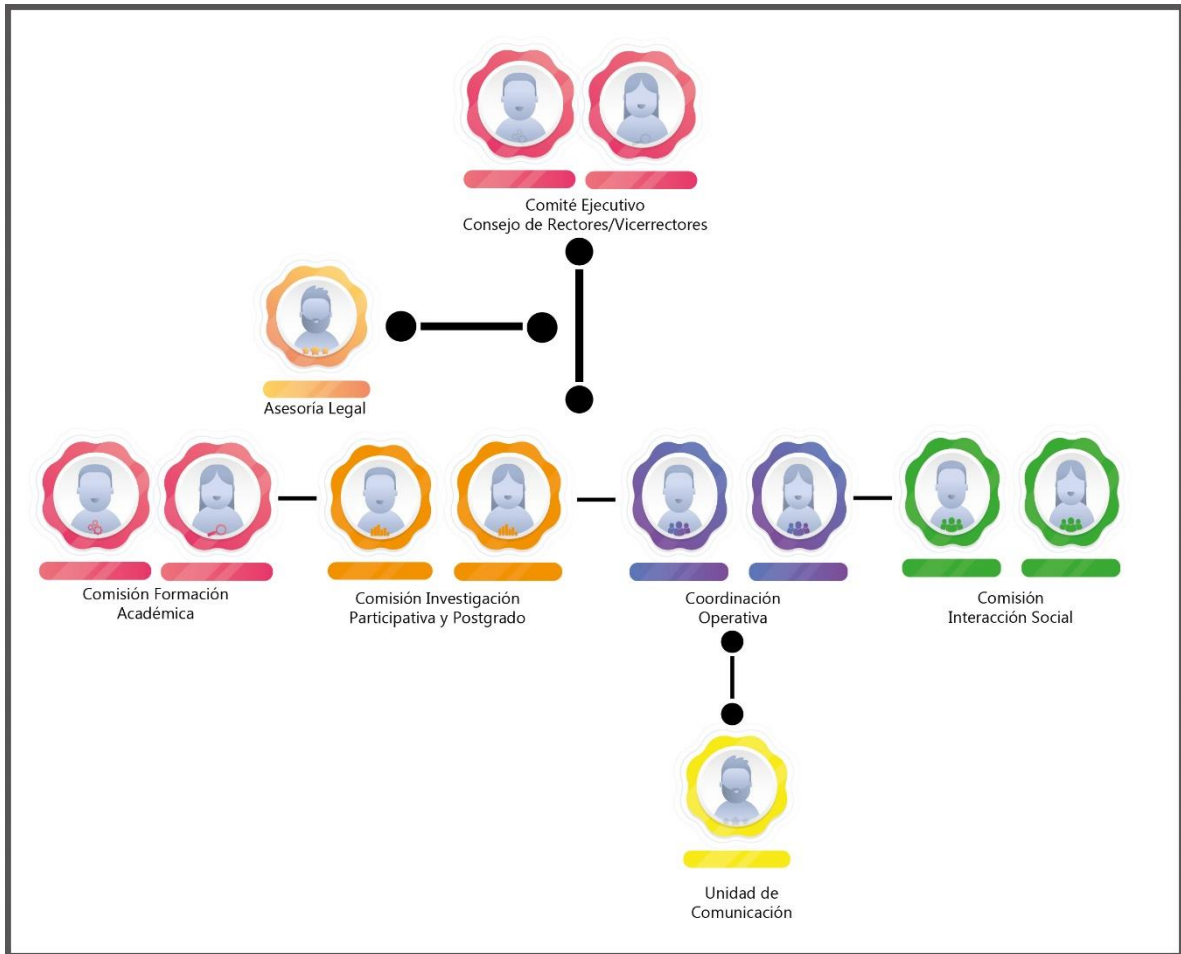 Comité Ejecutivo
Consejo de Rectores/Vicerrectores
Asesoría Legal
Comisión Formación
Académica
Comisión Investigación
Participativa y Postgrado
Coordinación
Operativa
Comisión
Interacción Social
Unidad de
Comunicación